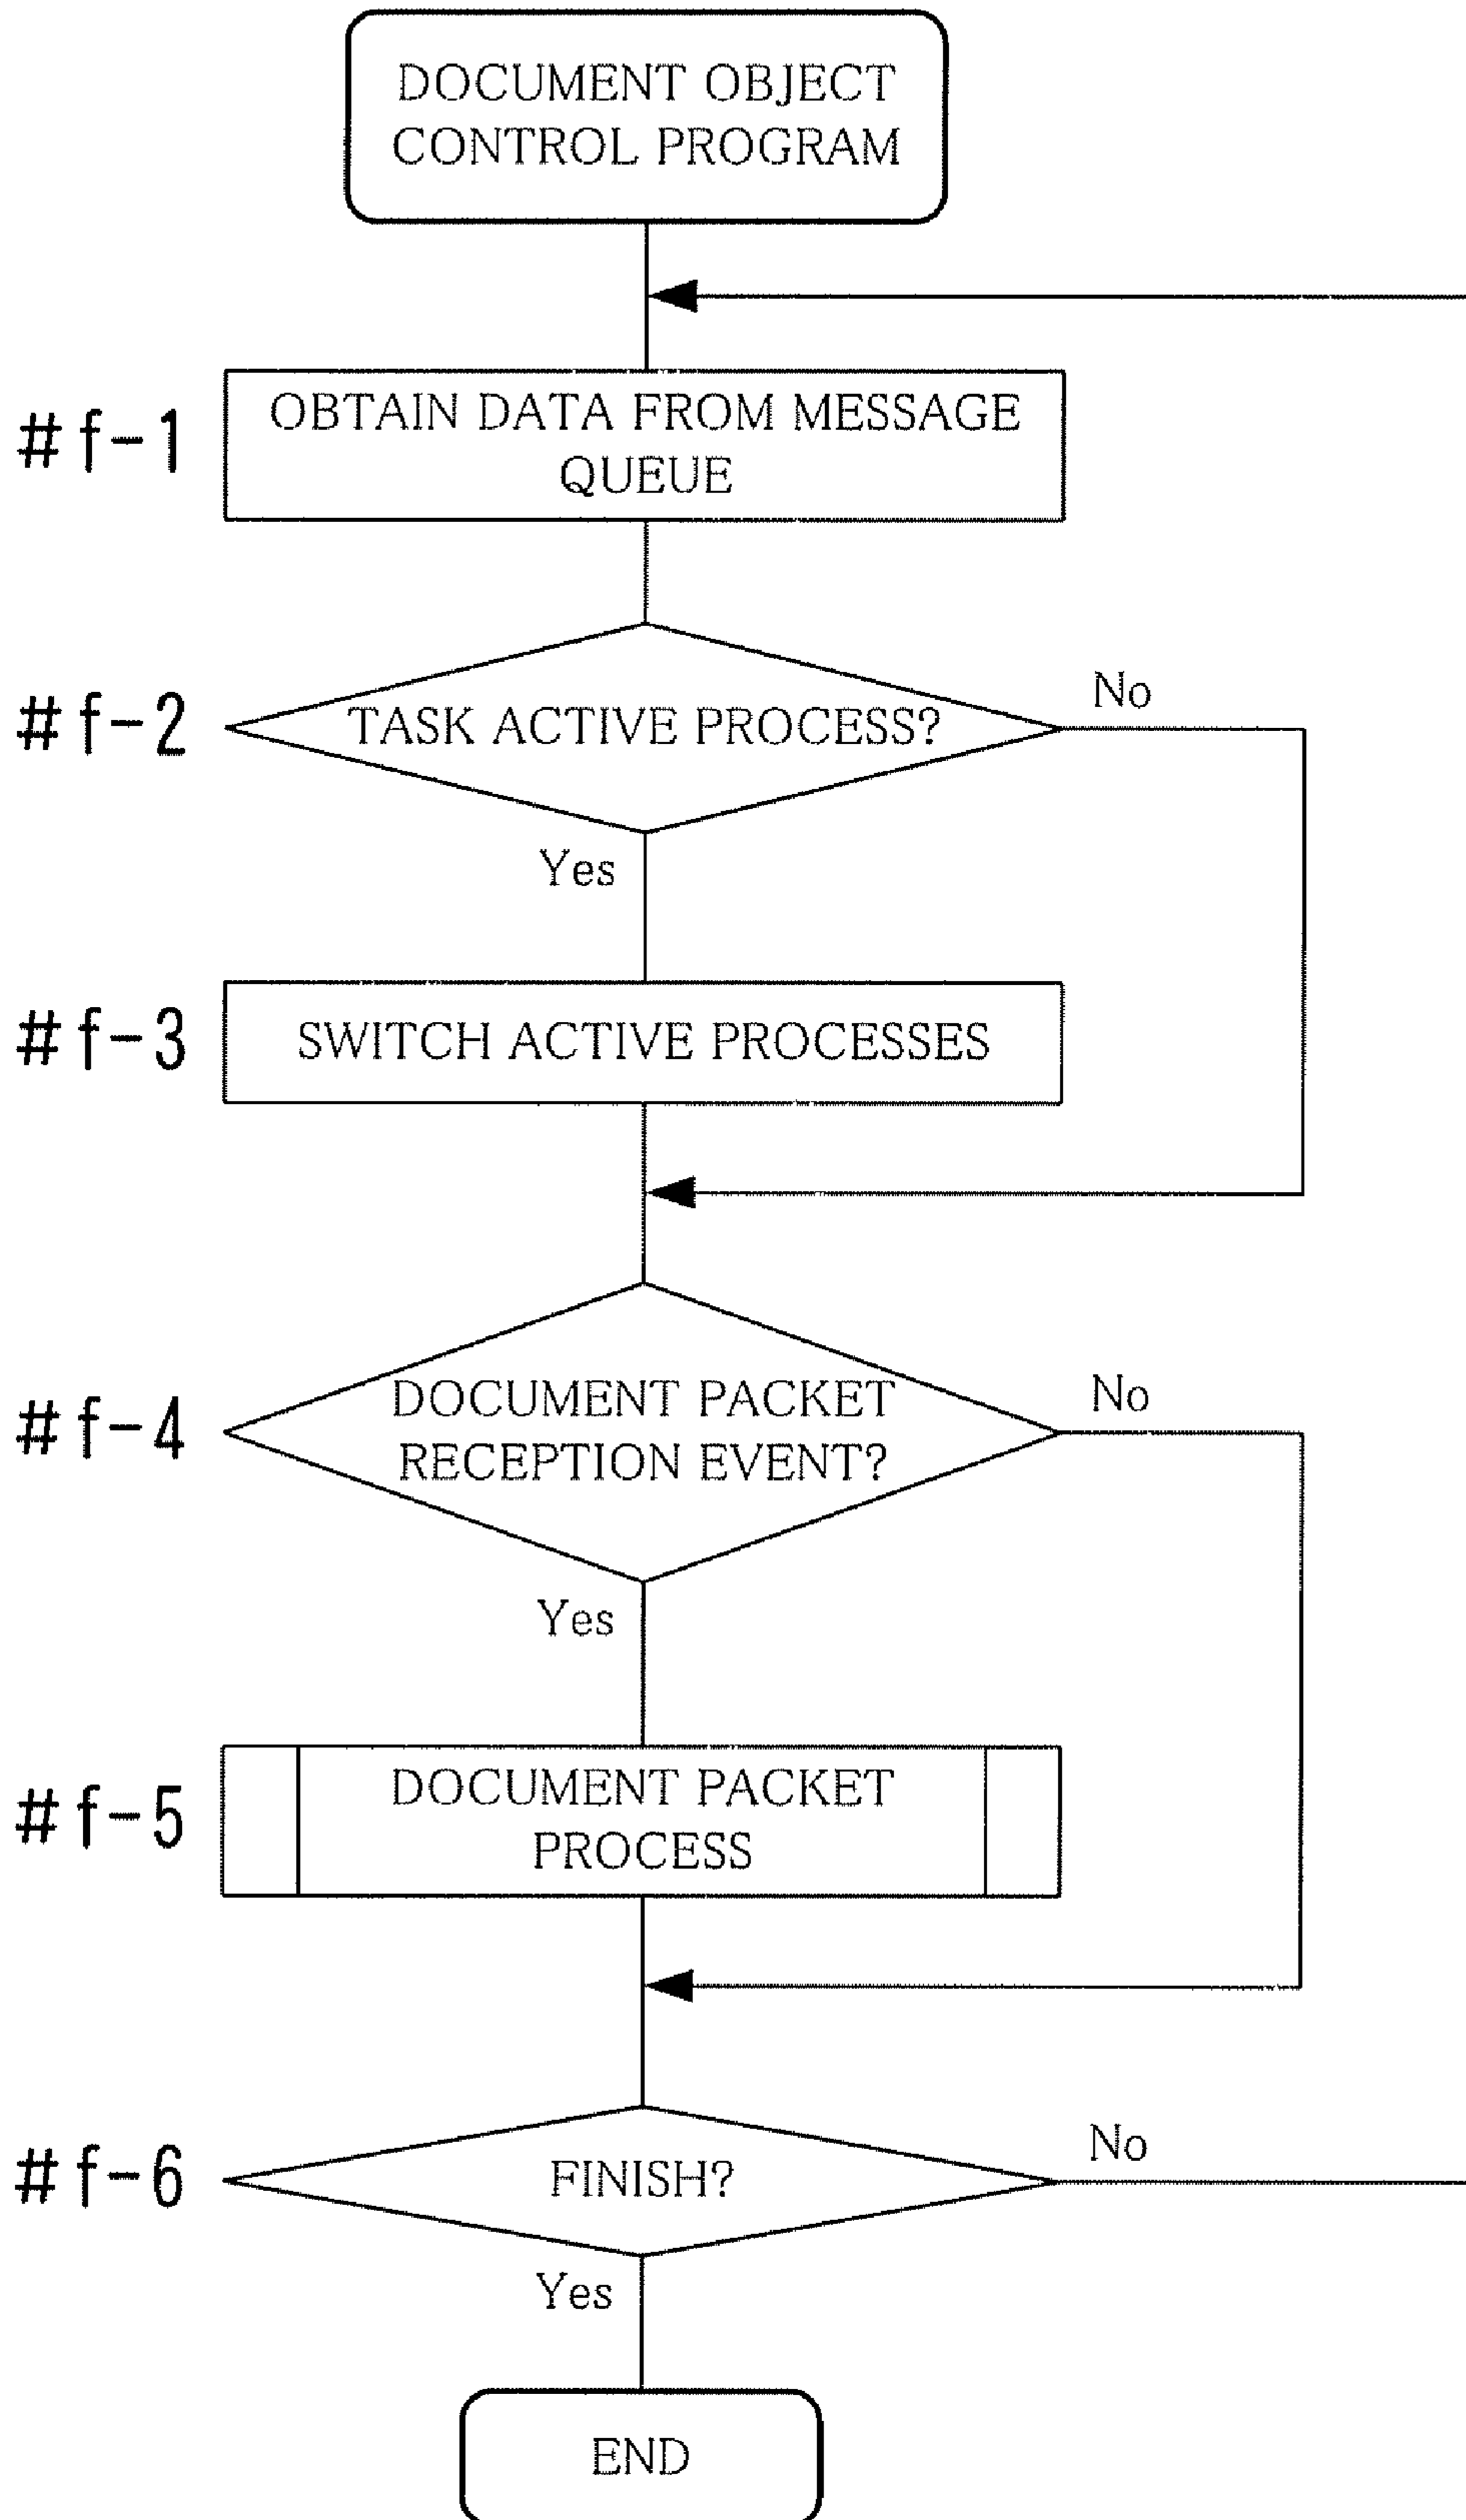 DOCUMENT OBJECT
CONTROL PROGRAM
#f-1
OBTAIN DATA FROM MESSAGE
QUEUE
#f-2
TASK ACTIVE PROCESS?
No
Yes
#f-3
SWITCH ACTIVE PROCESSES
#f-4
DOCUMENT PACKET
RECEPTION EVENT?
No
Yes
#f-5
DOCUMENT PACKET
PROCESS
#f-6
FINISH?
No
Yes
END